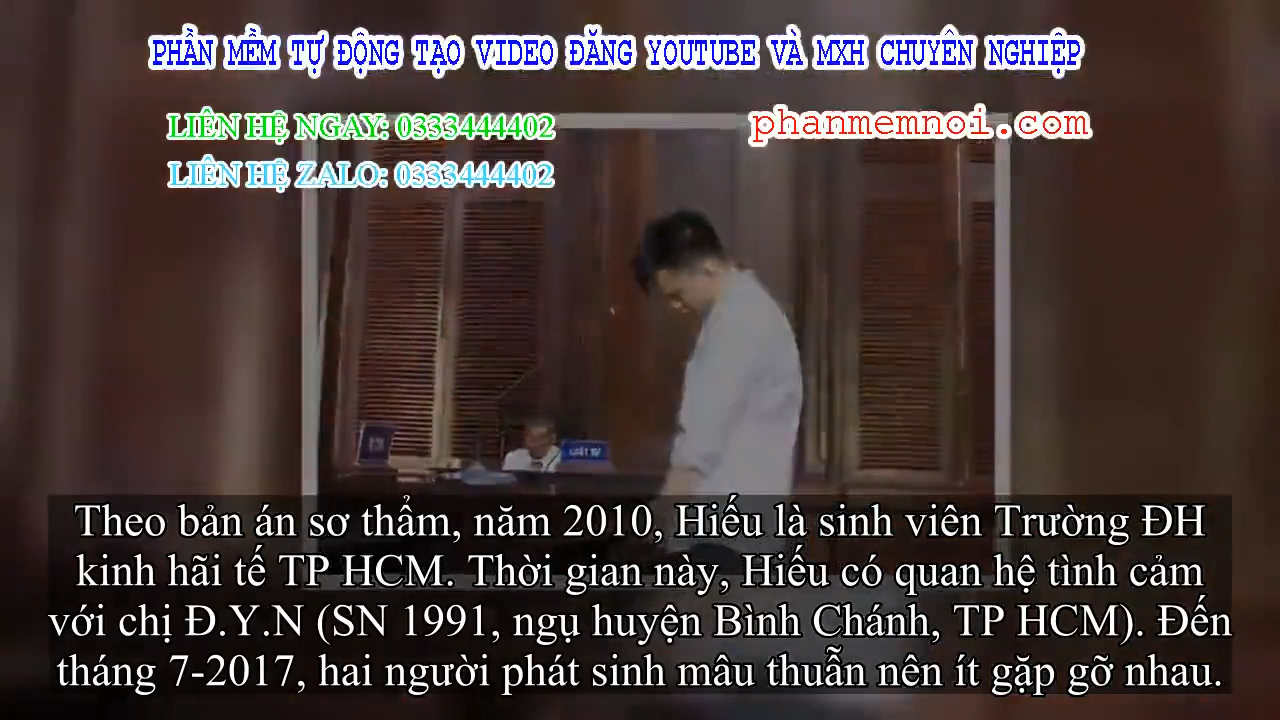 PHẦN MỀM TỰ ĐỘNG TẠO VIDEO ĐĂNG YOUTUBE VÀ MXH CHUYÊN NGHIỆP
LIÊN HỆ NGAY: 0333444402
phanmemnoi.com
LIÊN HỆ ZALO: 0333444402
LUẬT SƯ
Theo bản án sơ thẩm, năm 2010, Hiếu là sinh viên Trường ĐH
kinh hãi tế TP HCM. Thời gian này, Hiếu có quan hệ tình cảm
với chị Đ.Y.N (SN 1991, ngụ huyện Bình Chánh, TP HCM). Đến
tháng 7-2017, hai người phát sinh mâu thuẫn nên ít gặp gỡ nhau.